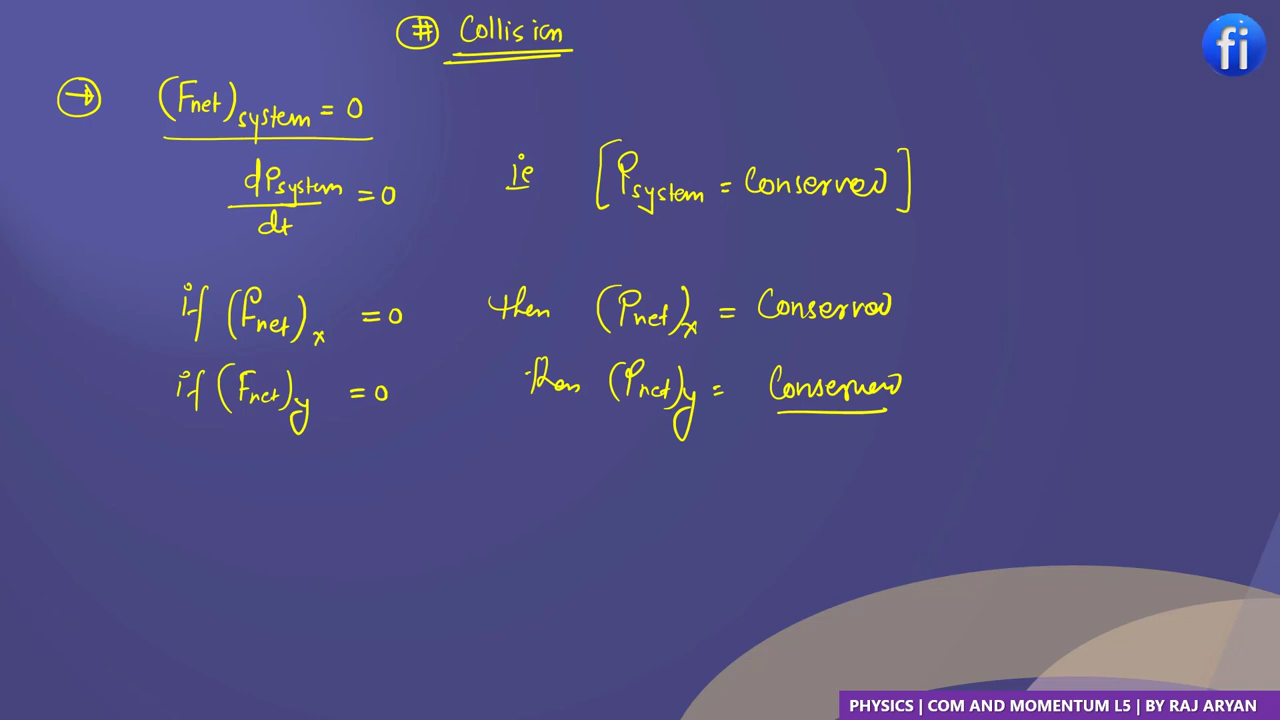 # Collision
fi
→ (Fnet)system = 0
dPsystem/dt = 0 ie [Psystem = Conserved]
if (Fnet)x = 0 then (Pnet)x = Conserved
if (Fnet)y = 0 then (Pnet)y = Conserved
PHYSICS | COM AND MOMENTUM L5 | BY RAJ ARYAN